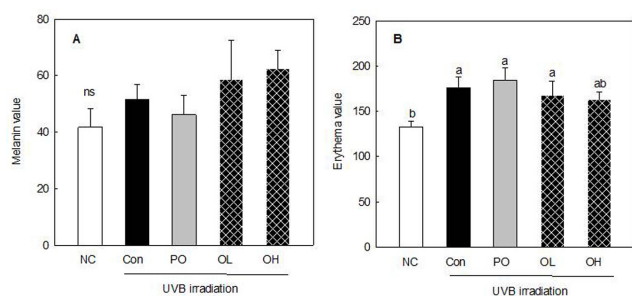 A
Melanin value
80
60
40
20
0
ns
NC
Con
PO
OL
OH
UVB irradiation
B
Erythema value
250
200
150
100
50
0
b
a
a
a
ab
NC
Con
PO
OL
OH
UVB irradiation